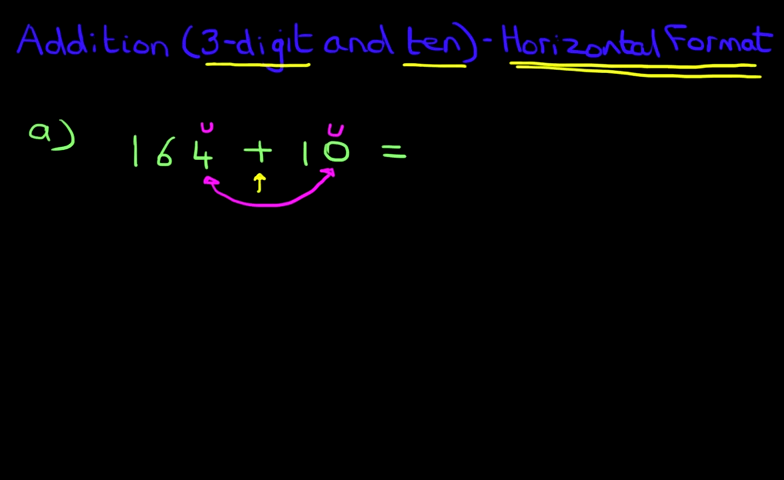 Addition (3-digit and ten) - Horizontal Format
U U
a) 164 + 10 =